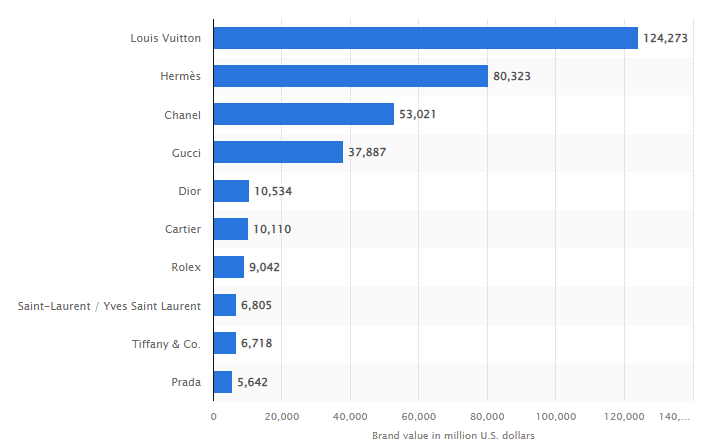 Louis Vuitton 124,273
Hermès 80,323
Chanel 53,021
Gucci 37,887
Dior 10,534
Cartier 10,110
Rolex 9,042
Saint-Laurent / Yves Saint Laurent 6,805
Tiffany & Co. 6,718
Prada 5,642
0 20,000 40,000 60,000 80,000 100,000 120,000 140,...
Brand value in million U.S. dollars